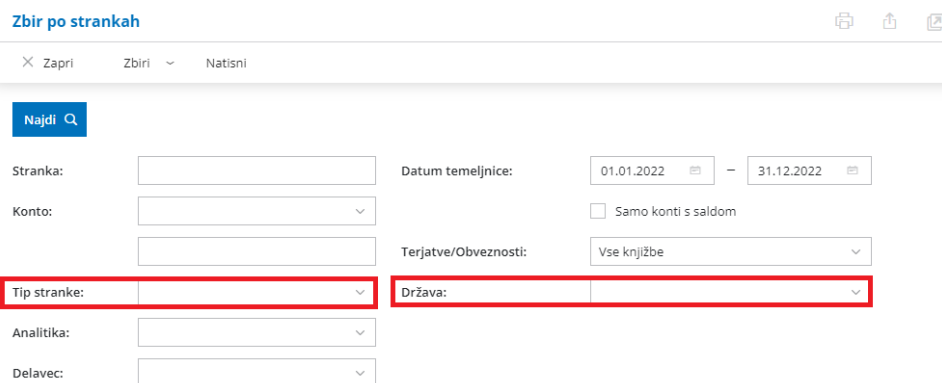 Zbir po strankah
Zapri Zbiri Natisni
Najdi
Stranka: Datum temeljnice: 01.01.2022 – 31.12.2022
Konto: Samo konti s saldom
Terjatve/Obveznosti: Vse knjižbe
Tip stranke: Država:
Analitika:
Delavec: